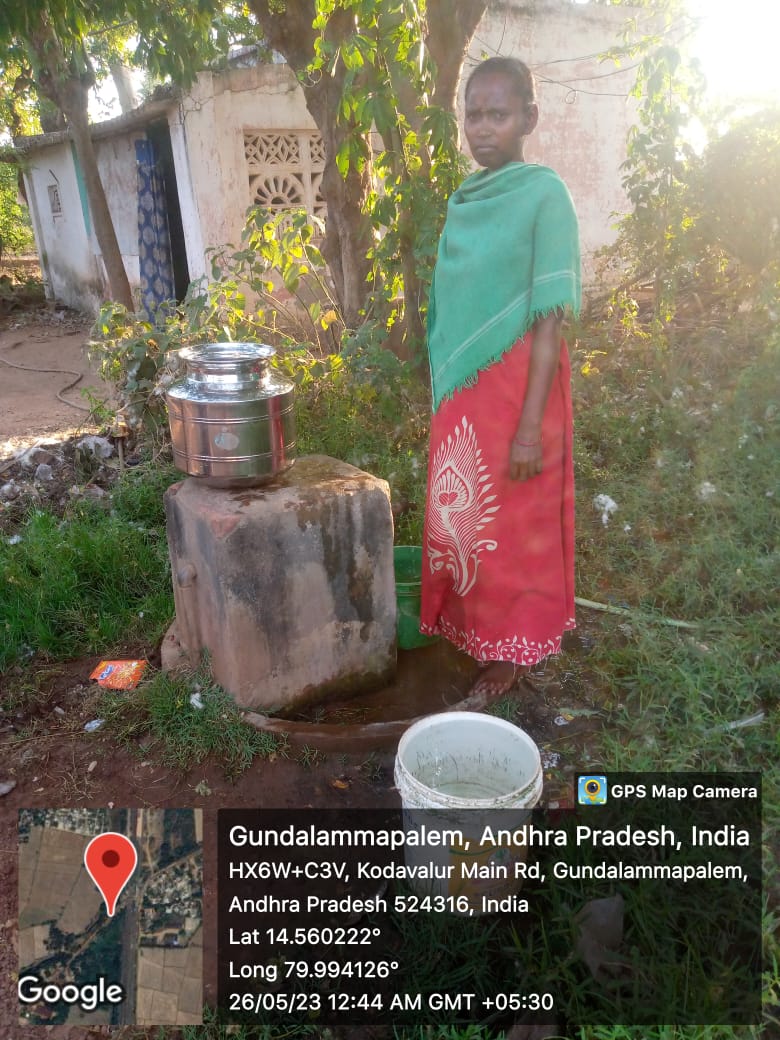 GPS Map Camera
Gundalammapalem, Andhra Pradesh, India
HX6W+C3V, Kodavalur Main Rd, Gundalammapalem,
Andhra Pradesh 524316, India
Lat 14.560222°
Long 79.994126°
26/05/23 12:44 AM GMT +05:30
Google